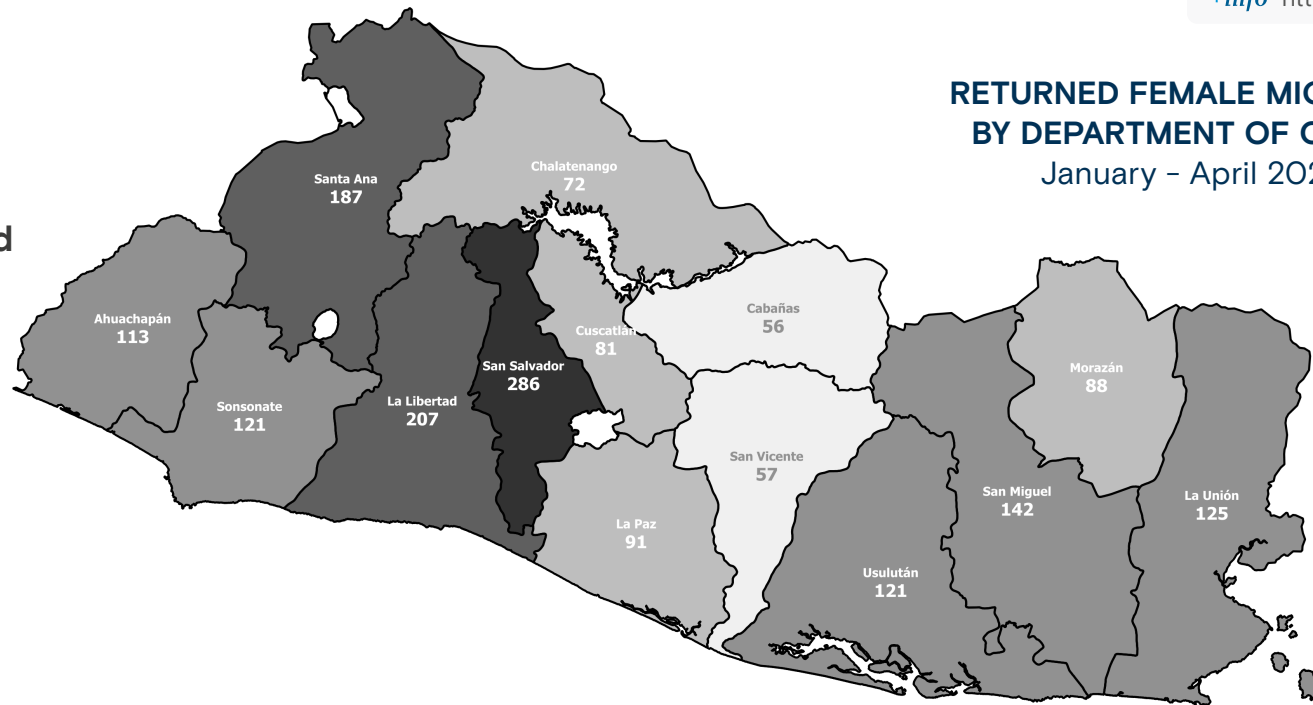 +info
RETURNED FEMALE
BY DEPARTMENT OF
January - April
Chalatenango
72
Santa Ana
187
Ahuachapán
113
Cabañas
56
Cuscatlán
81
San Salvador
286
Morazán
88
La Libertad
207
Sonsonate
121
San Vicente
57
San Miguel
142
La Unión
125
La Paz
91
Usulután
121